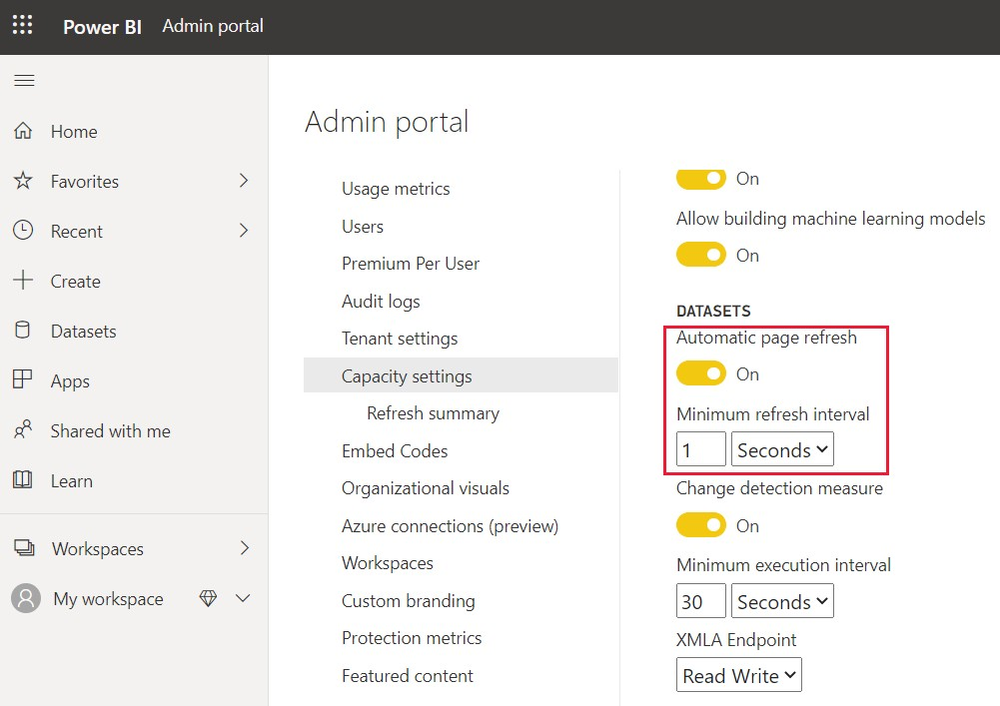 Power BI Admin portal
Home
Favorites
Recent
Create
Datasets
Apps
Shared with me
Learn
Workspaces
My workspace
Admin portal
Usage metrics
Users
Premium Per User
Audit logs
Tenant settings
Capacity settings
Refresh summary
Embed Codes
Organizational visuals
Azure connections (preview)
Workspaces
Custom branding
Protection metrics
Featured content
On
Allow building machine learning models
On
DATASETS
Automatic page refresh
On
Minimum refresh interval
1 Seconds
Change detection measure
On
Minimum execution interval
30 Seconds
XMLA Endpoint
Read Write